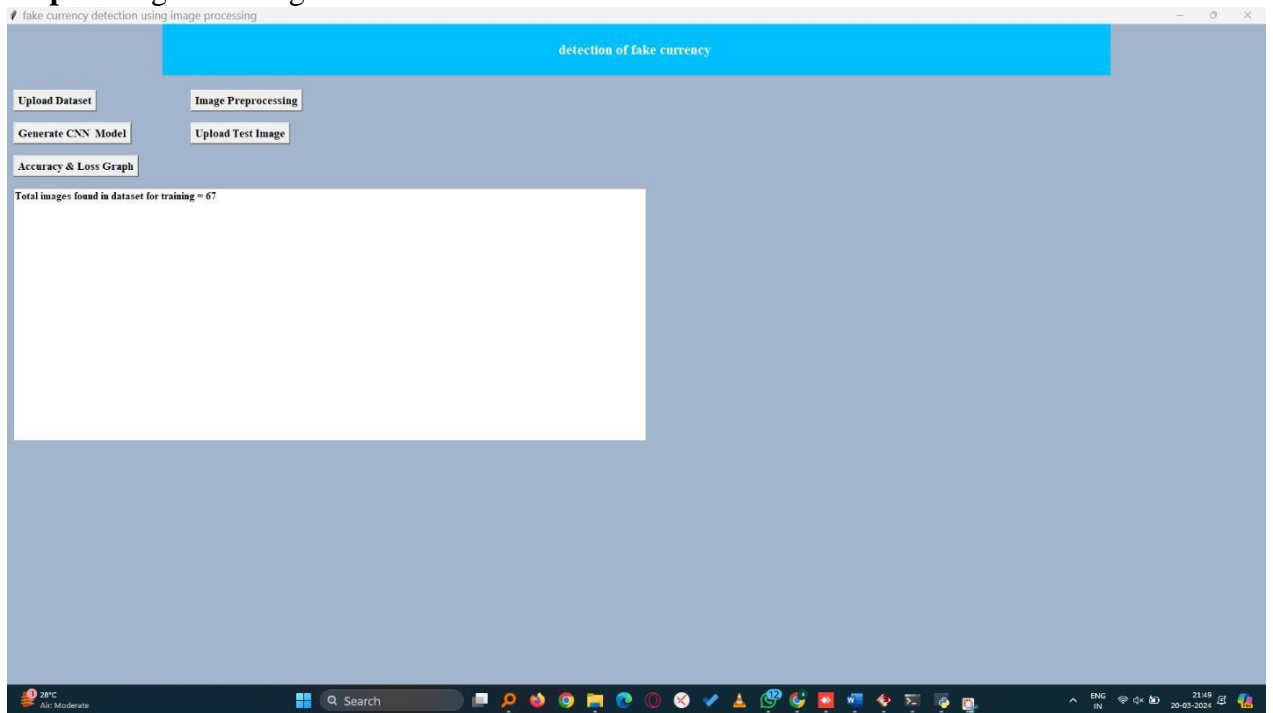 fake currency detection using image processing
detection of fake currency
Upload Dataset
Image Preprocessing
Generate CNN Model
Upload Test Image
Accuracy & Loss Graph
Total images found in dataset for training = 67
1
28°C
Air: Moderate
Search
12
ENG
IN
21:49
20-03-2024